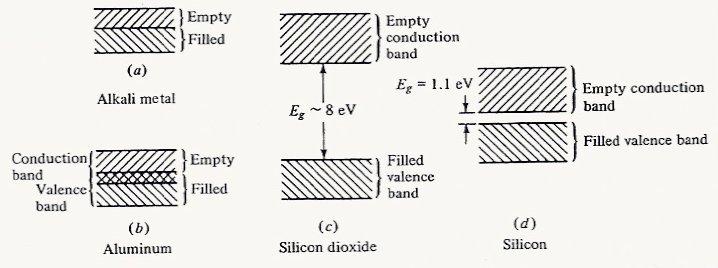 Empty
Filled
(a)
Alkali metal
Conduction
band
Valence
band
Empty
Filled
(b)
Aluminum
Empty
conduction
band
E_g ~ 8 eV
Filled
valence
band
(c)
Silicon dioxide
E_g = 1.1 eV
Empty conduction
band
Filled valence band
(d)
Silicon